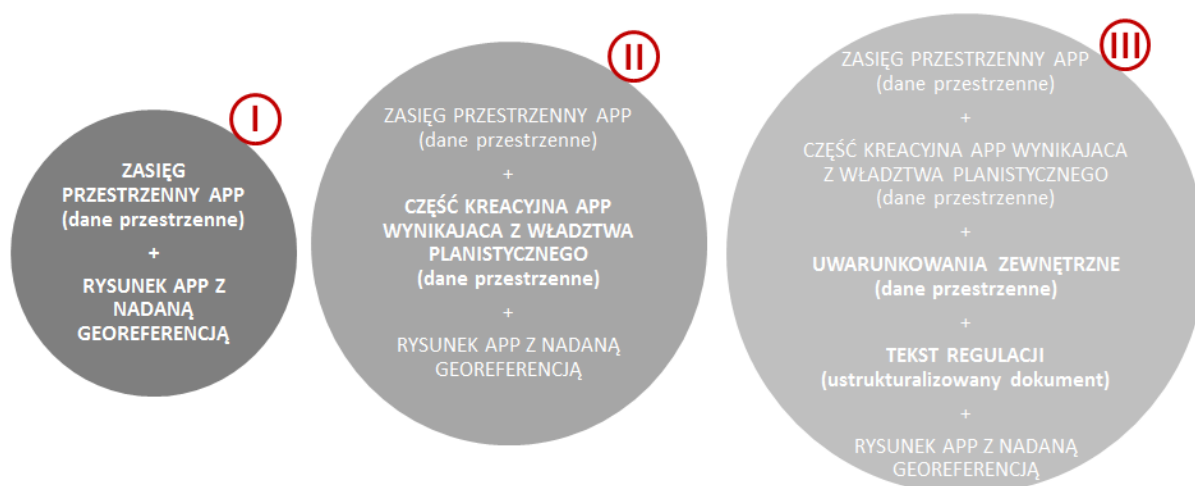 I
ZASIĘG
PRZESTRZENNY APP
(dane przestrzenne)
+
RYSUNEK APP Z
NADANĄ
GEOREFERENCJĄ
II
ZASIĘG PRZESTRZENNY APP
(dane przestrzenne)
+
CZĘŚĆ KREACYJNA APP
WYNIKAJACA Z WŁADZTWA
PLANISTYCZNEGO
(dane przestrzenne)
+
RYSUNEK APP Z NADANĄ
GEOREFERENCJĄ
III
ZASIĘG PRZESTRZENNY APP
(dane przestrzenne)
+
CZĘŚĆ KREACYJNA APP WYNIKAJACA
Z WŁADZTWA PLANISTYCZNEGO
(dane przestrzenne)
+
UWARUNKOWANIA ZEWNĘTRZNE
(dane przestrzenne)
+
TEKST REGULACJI
(ustrukturalizowany dokument)
+
RYSUNEK APP Z NADANĄ
GEOREFERENCJĄ